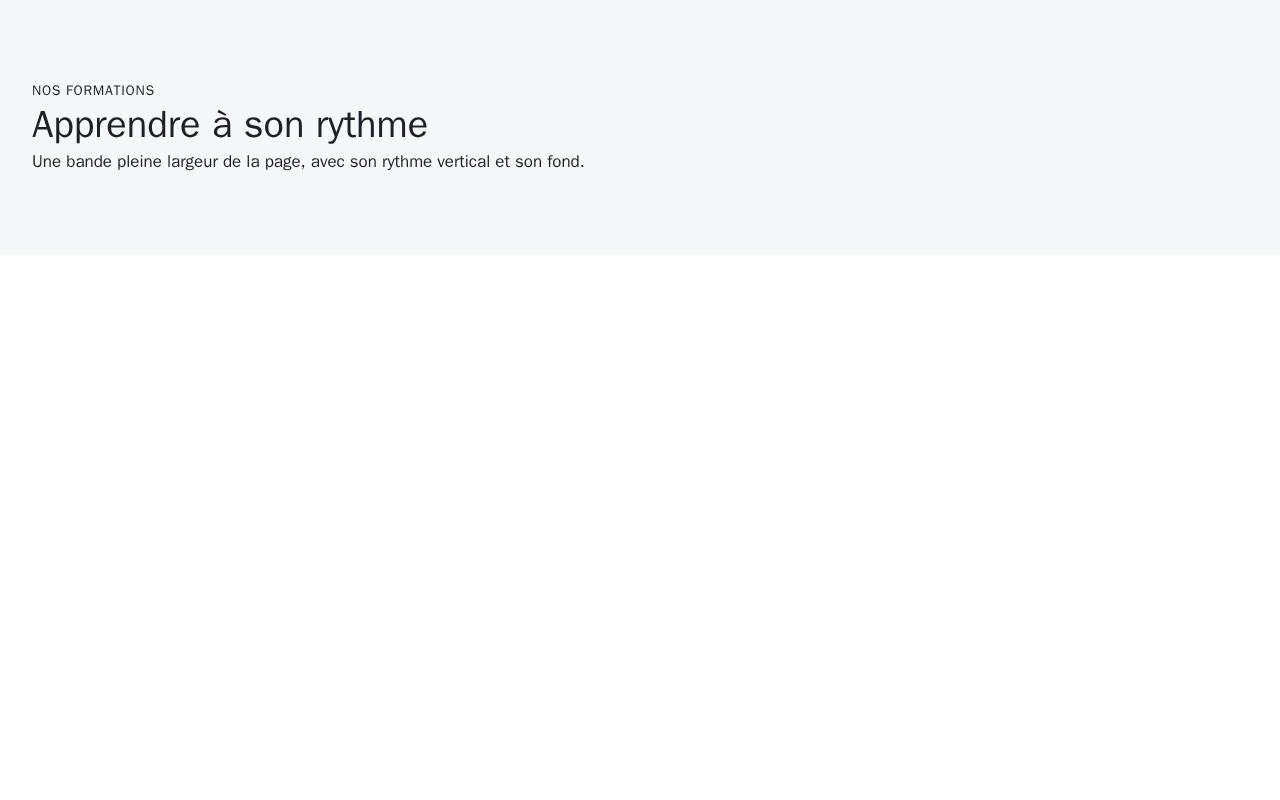 NOS FORMATIONS
Apprendre à son rythme
Une bande pleine largeur de la page, avec son rythme vertical et son fond.